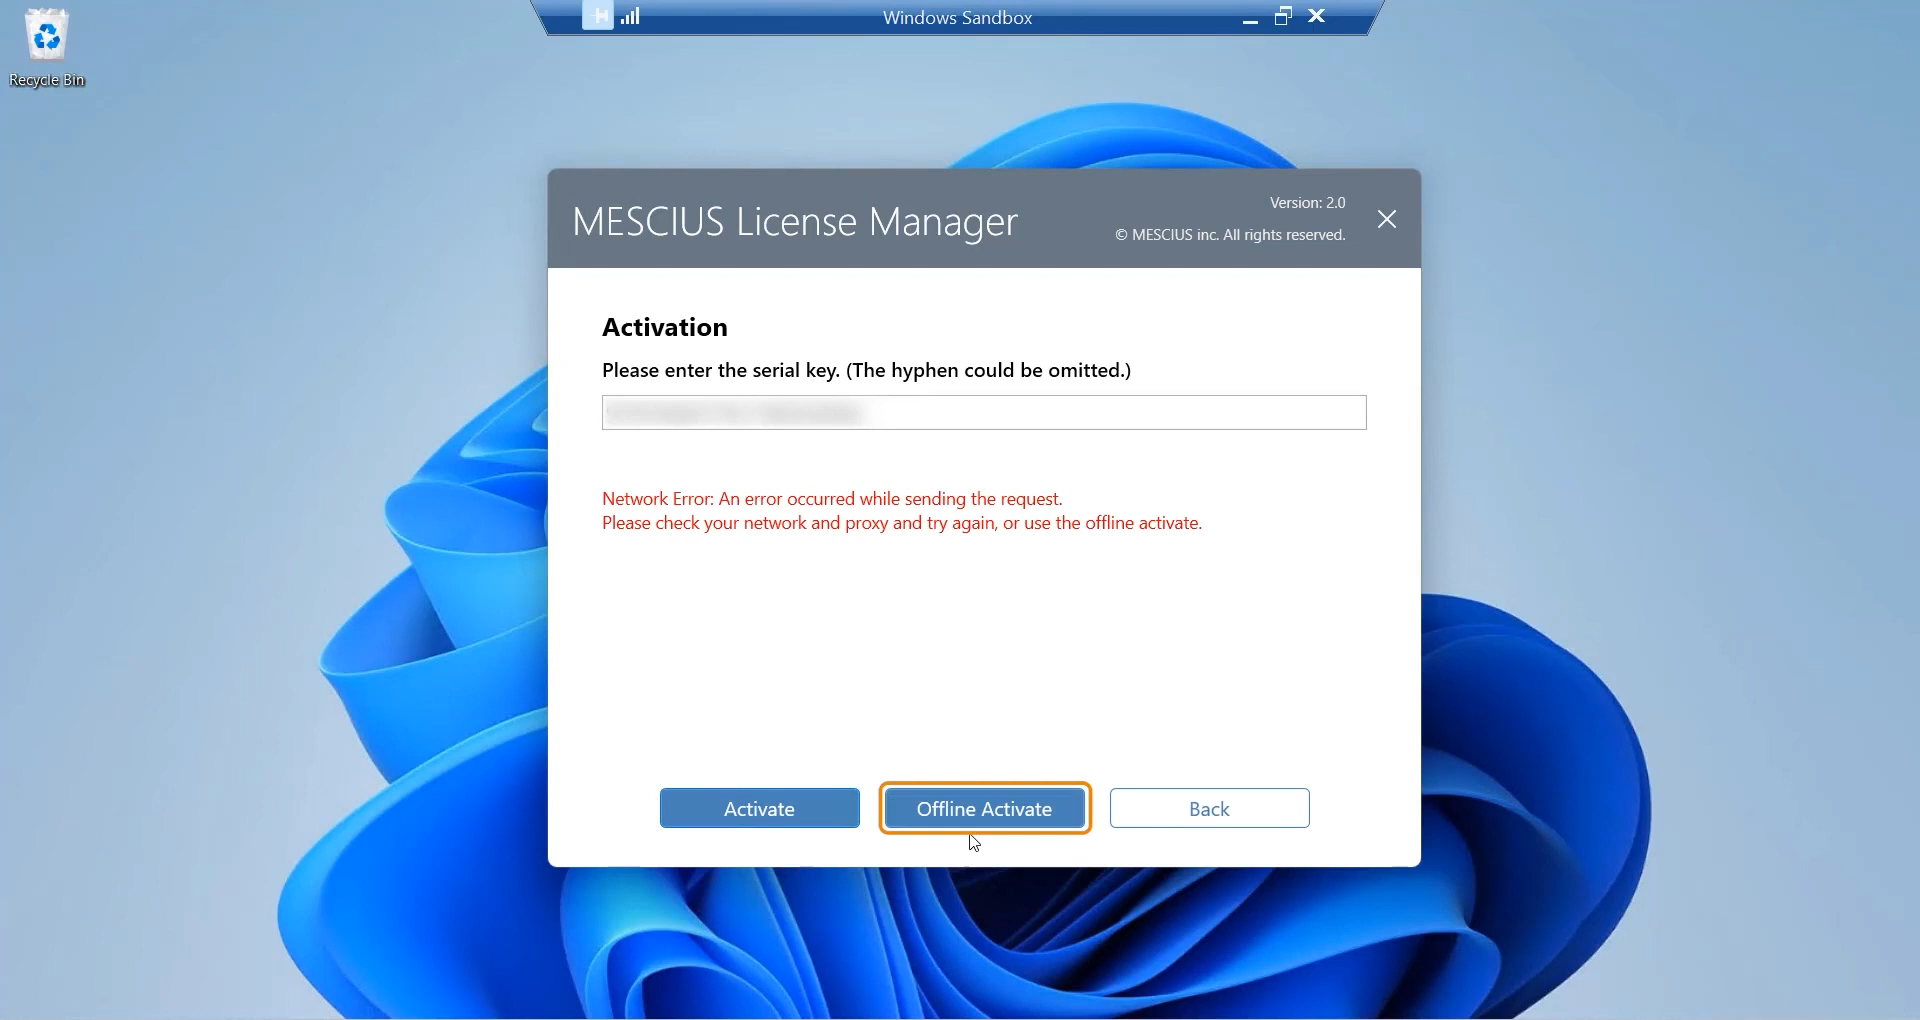 Windows Sandbox
Recycle Bin
MESCIUS License Manager
Version: 2.0
© MESCIUS inc. All rights reserved.
Activation
Please enter the serial key. (The hyphen could be omitted.)
Network Error: An error occurred while sending the request.
Please check your network and proxy and try again, or use the offline activate.
Activate
Offline Activate
Back